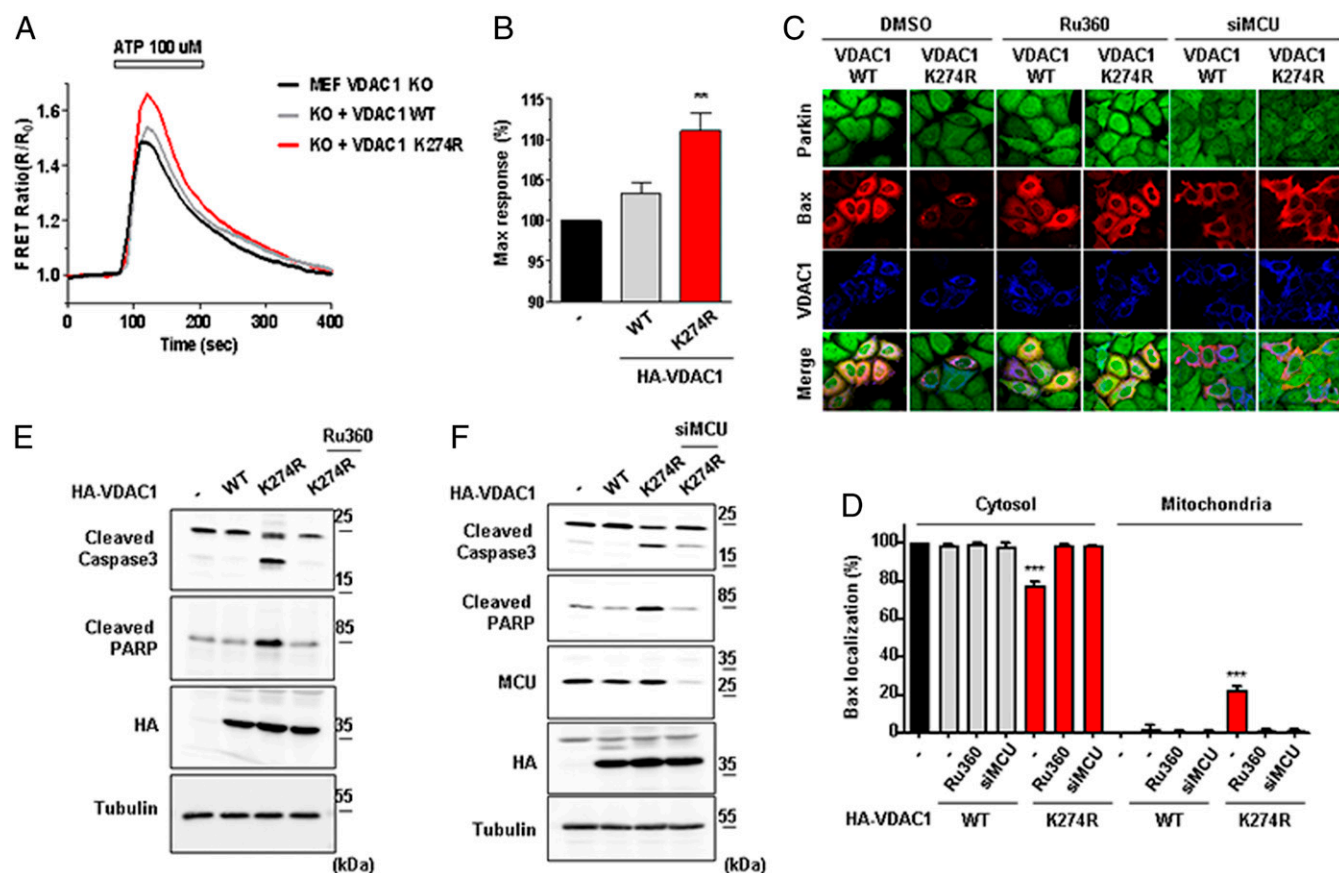 A
ATP 100 uM
MEF VDAC1 KO
KO + VDAC1 WT
KO + VDAC1 K274R
FRET Ratio(R/R0)
1.6
1.4
1.2
1.0
0 100 200 300 400
Time (sec)
B
Max response (%)
115
110
105
100
95
90
**
- WT K274R
HA-VDAC1
C
DMSO Ru360 siMCU
VDAC1 VDAC1 VDAC1 VDAC1 VDAC1 VDAC1
WT K274R WT K274R WT K274R
Parkin
Bax
VDAC1
Merge
E
Ru360
HA-VDAC1 - WT K274R K274R
Cleaved
Caspase3
25
15
Cleaved
PARP
85
HA
35
Tubulin
55
(kDa)
F
siMCU
HA-VDAC1 - WT K274R K274R
Cleaved
Caspase3
25
15
Cleaved
PARP
85
MCU
35
25
HA
35
Tubulin
55
(kDa)
D
Cytosol Mitochondria
Bax localization (%)
100
80
60
40
20
0
***
***
- - Ru360 siMCU - Ru360 siMCU - - Ru360 siMCU - Ru360 siMCU
HA-VDAC1 WT K274R WT K274R